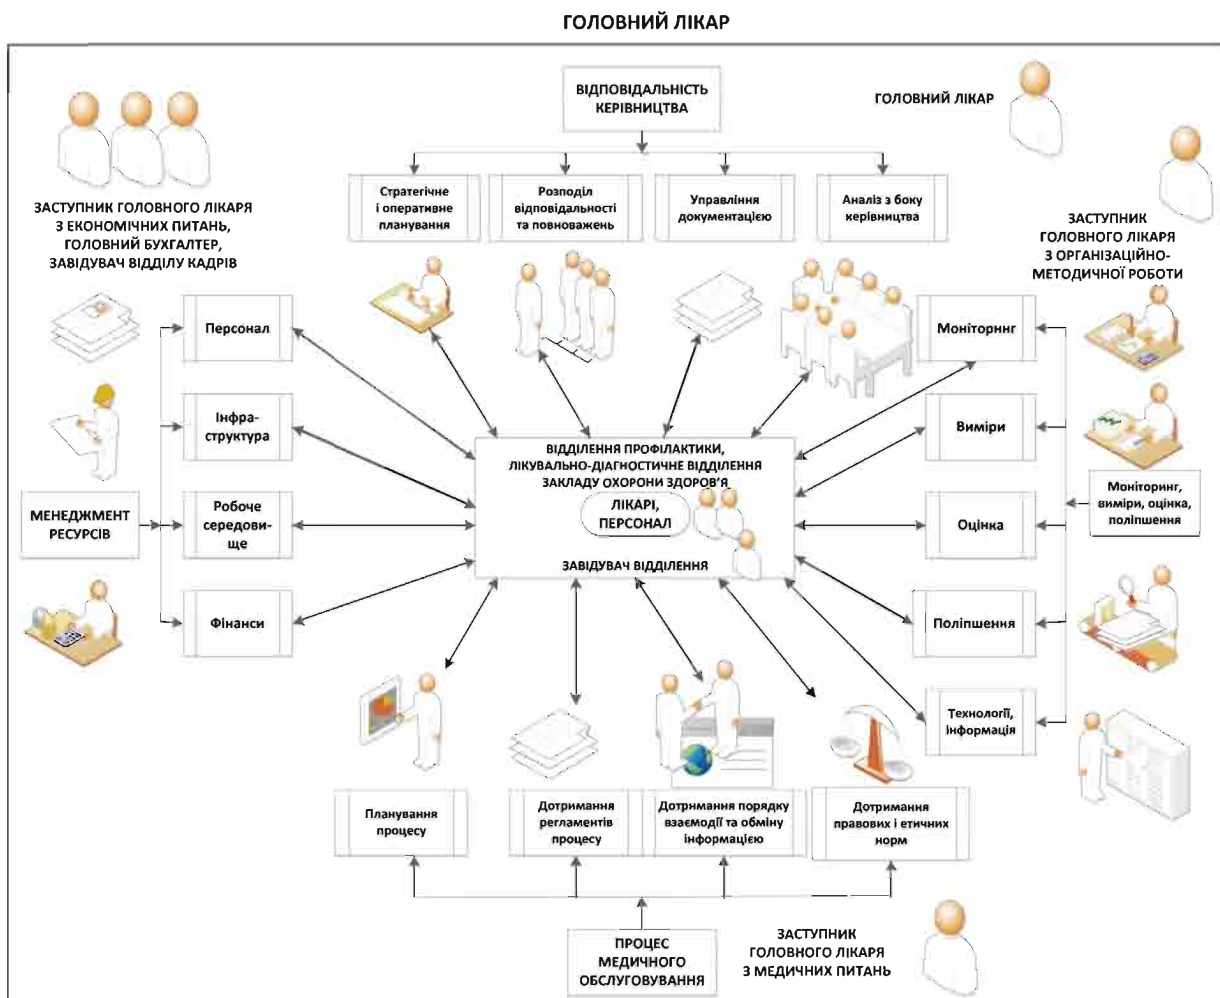 ГОЛОВНИЙ ЛІКАР
ВІДПОВІДАЛЬНІСТЬ
КЕРІВНИЦТВА
ГОЛОВНИЙ ЛІКАР
Стратегічне
і оперативне
планування
Розподіл
відповідальності
та повноважень
Управління
документацією
Аналіз з боку
керівництва
ЗАСТУПНИК ГОЛОВНОГО ЛІКАРЯ
З ЕКОНОМІЧНИХ ПИТАНЬ,
ГОЛОВНИЙ БУХГАЛТЕР,
ЗАВІДУВАЧ ВІДДІЛУ КАДРІВ
ЗАСТУПНИК
ГОЛОВНОГО ЛІКАРЯ
З ОРГАНІЗАЦІЙНО-
МЕТОДИЧНОЇ РОБОТИ
Персонал
Інфра-
структура
МЕНЕДЖМЕНТ
РЕСУРСІВ
Робоче
середови-
ще
Фінанси
ВІДДІЛЕННЯ ПРОФІЛАКТИКИ,
ЛІКУВАЛЬНО-ДІАГНОСТИЧНЕ ВІДДІЛЕННЯ
ЗАКЛАДУ ОХОРОНИ ЗДОРОВ'Я
ЛІКАРІ,
ПЕРСОНАЛ
ЗАВІДУВАЧ ВІДДІЛЕННЯ
Моніторинг
Виміри
Оцінка
Поліпшення
Технології,
інформація
Моніторинг,
виміри, оцінка,
поліпшення
Планування
процесу
Дотримання
регламентів
процесу
Дотримання порядку
взаємодії та обміну
інформацією
Дотримання
правових і етичних
норм
ПРОЦЕС
МЕДИЧНОГО
ОБСЛУГОВУВАННЯ
ЗАСТУПНИК
ГОЛОВНОГО ЛІКАРЯ
З МЕДИЧНИХ ПИТАНЬ